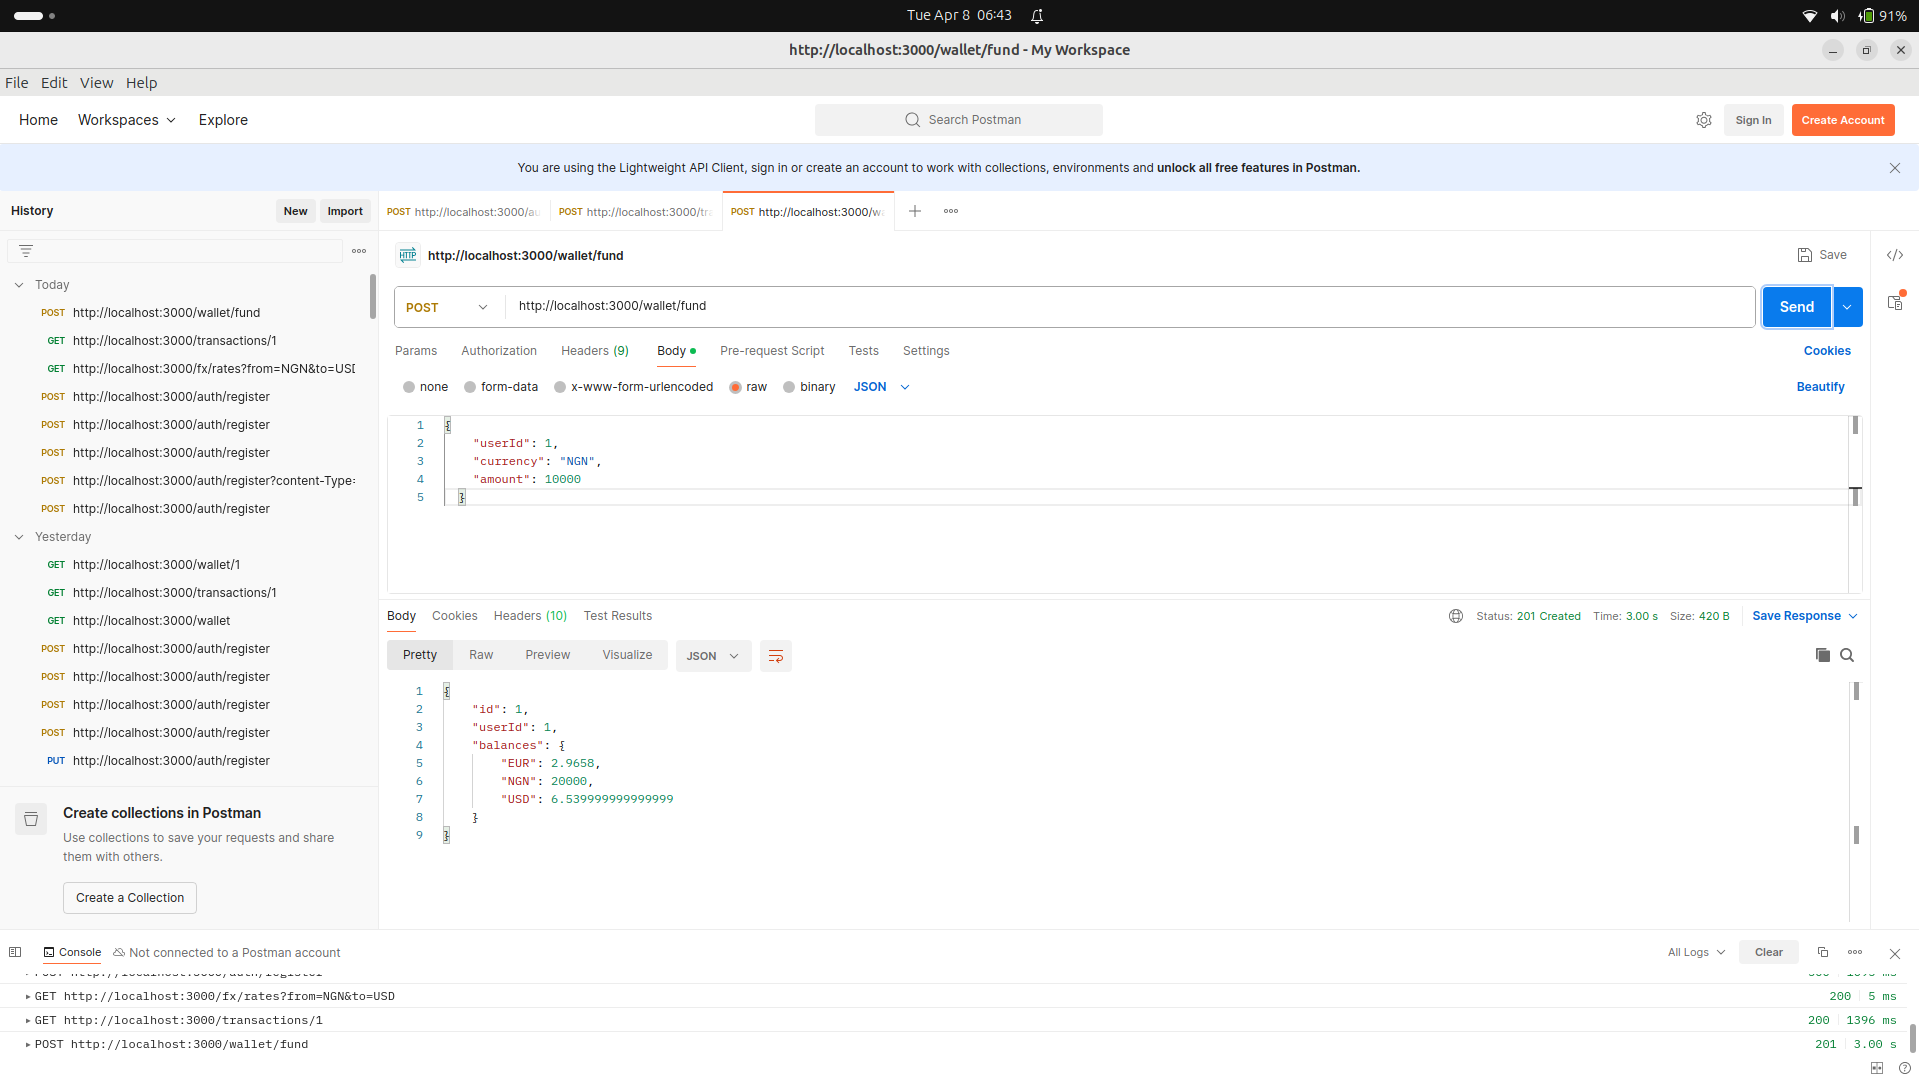 Tue Apr 8 06:43
91%
http://localhost:3000/wallet/fund - My Workspace
File Edit View Help
Home Workspaces Explore
Search Postman
Sign In
Create Account
You are using the Lightweight API Client, sign in or create an account to work with collections, environments and unlock all free features in Postman.
History
New
Import
POST http://localhost:3000/au
POST http://localhost:3000/tr
POST http://localhost:3000/wa
Today
POST http://localhost:3000/wallet/fund
GET http://localhost:3000/transactions/1
GET http://localhost:3000/fx/rates?from=NGN&to=USD
POST http://localhost:3000/auth/register
POST http://localhost:3000/auth/register
POST http://localhost:3000/auth/register
POST http://localhost:3000/auth/register?content-Type=
POST http://localhost:3000/auth/register
Yesterday
GET http://localhost:3000/wallet/1
GET http://localhost:3000/transactions/1
GET http://localhost:3000/wallet
POST http://localhost:3000/auth/register
POST http://localhost:3000/auth/register
POST http://localhost:3000/auth/register
POST http://localhost:3000/auth/register
PUT http://localhost:3000/auth/register
Create collections in Postman
Use collections to save your requests and share
them with others.
Create a Collection
HTTP http://localhost:3000/wallet/fund
Save
POST http://localhost:3000/wallet/fund
Send
Params Authorization Headers (9) Body Pre-request Script Tests Settings
Cookies
none form-data x-www-form-urlencoded raw binary JSON
Beautify
1 {
2 "userId": 1,
3 "currency": "NGN",
4 "amount": 10000
5 }
Body Cookies Headers (10) Test Results
Status: 201 Created Time: 3.00 s Size: 420 B
Save Response
Pretty Raw Preview Visualize JSON
1 {
2 "id": 1,
3 "userId": 1,
4 "balances": {
5 "EUR": 2.9658,
6 "NGN": 20000,
7 "USD": 6.539999999999999
8 }
9 }
Console Not connected to a Postman account
All Logs
Clear
POST http://localhost:3000/auth/register
GET http://localhost:3000/fx/rates?from=NGN&to=USD 200 5 ms
GET http://localhost:3000/transactions/1 200 1396 ms
POST http://localhost:3000/wallet/fund 201 3.00 s